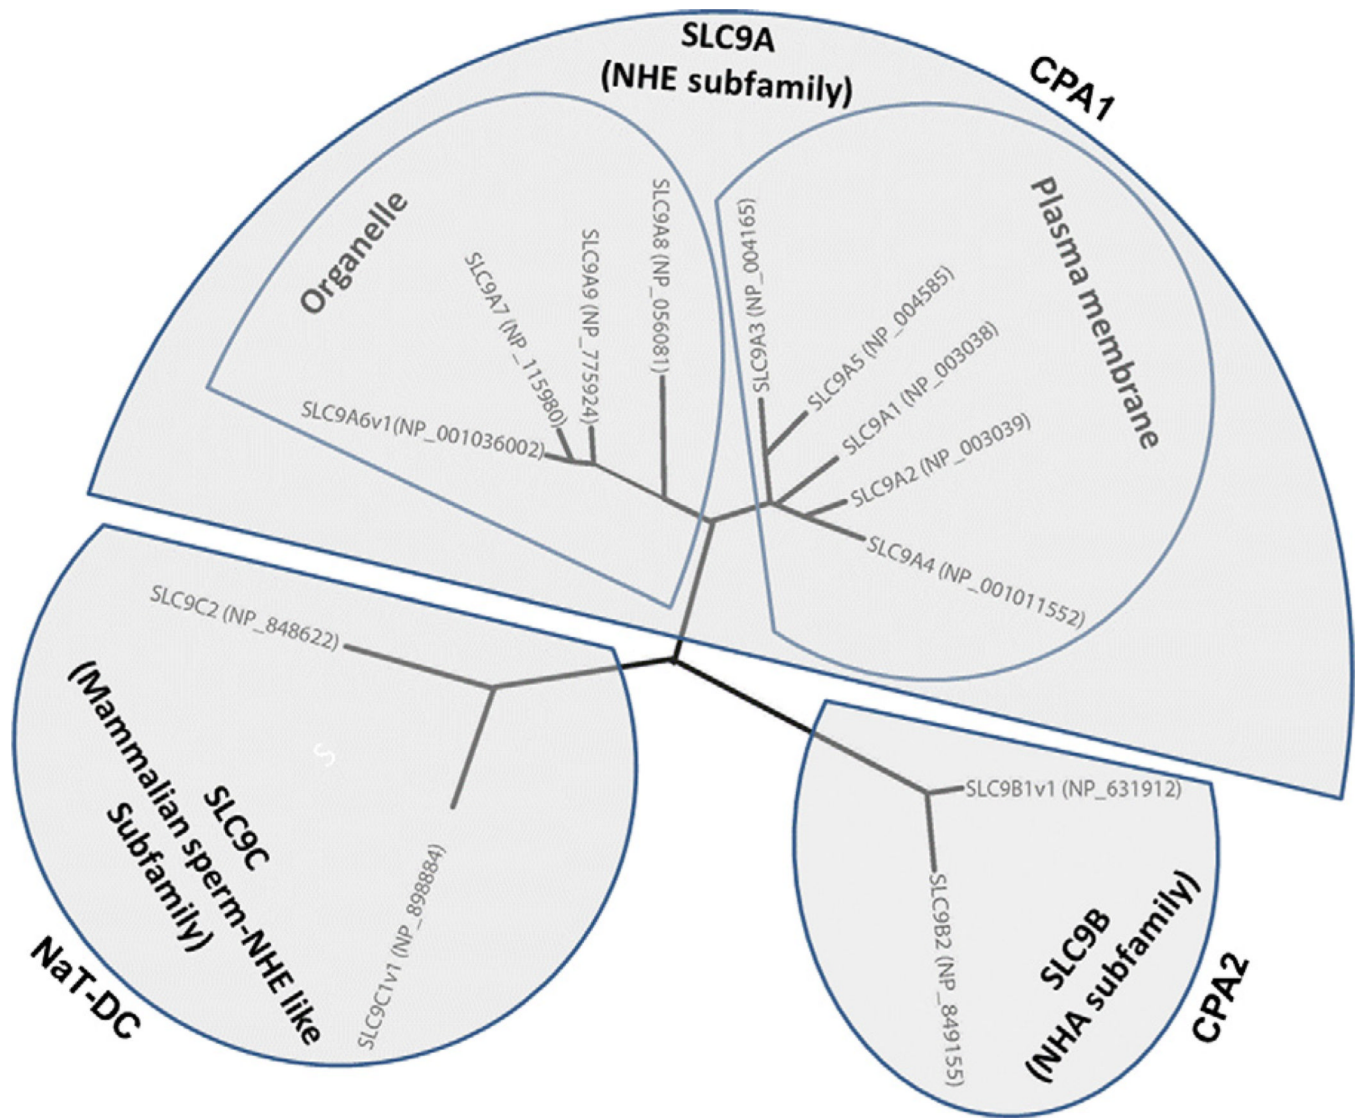 SLC9A
(NHE subfamily)
CPA1
Organelle
Plasma membrane
SLC9A6v1(NP_001036002)
SLC9A7 (NP_115980)
SLC9A9 (NP_775924)
SLC9A8 (NP_056081)
SLC9A3 (NP_004165)
SLC9A5 (NP_004585)
SLC9A1 (NP_003038)
SLC9A2 (NP_003039)
SLC9A4 (NP_001011552)
SLC9C2 (NP_848622)
SLC9C1v1 (NP_898884)
SLC9C
(Mammalian sperm-NHE like
Subfamily)
S
NaT-DC
SLC9B1v1 (NP_631912)
SLC9B2 (NP_849155)
SLC9B
(NHA subfamily)
CPA2